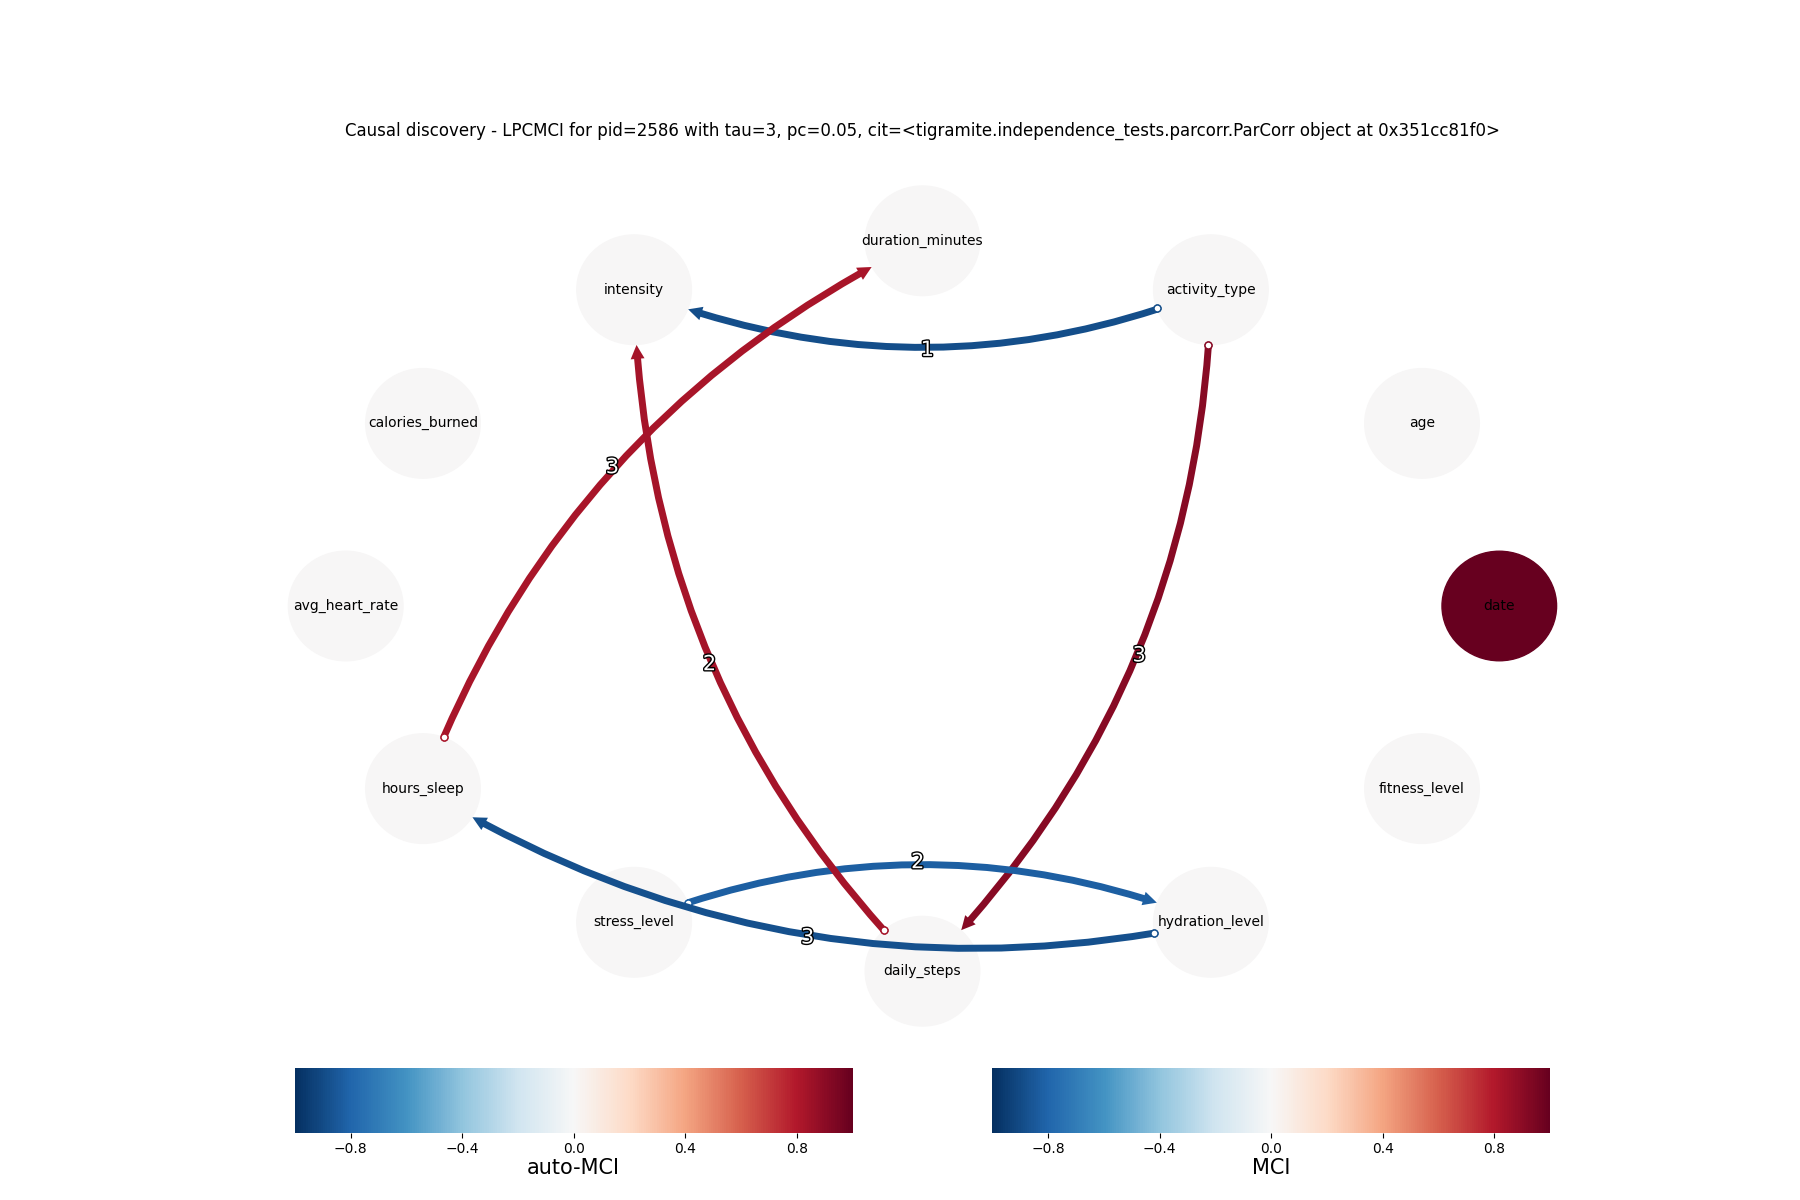 Causal discovery - LPCMCI for pid=2586 with tau=3, pc=0.05, cit=<tigramite.independence_tests.parcorr.ParCorr object at 0x351cc81f0>
duration_minutes
intensity
activity_type
1
calories_burned
age
3
avg_heart_rate
date
2
3
hours_sleep
fitness_level
2
stress_level
hydration_level
3
daily_steps
−0.8 −0.4 0.0 0.4 0.8
auto-MCI
−0.8 −0.4 0.0 0.4 0.8
MCI